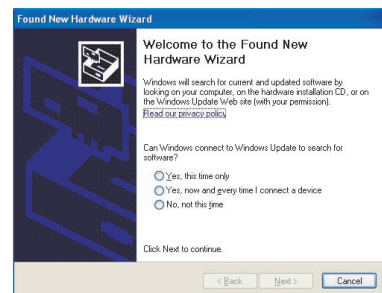 Found New Hardware Wizard
Welcome to the Found New
Hardware Wizard
Windows will search for current and updated software by
looking on your computer, on the hardware installation CD, or on
the Windows Update Web site (with your permission).
Read our privacy policy
Can Windows connect to Windows Update to search for
software?
Yes, this time only
Yes, now and every time I connect a device
No, not this time
Click Next to continue.
< Back
Next >
Cancel